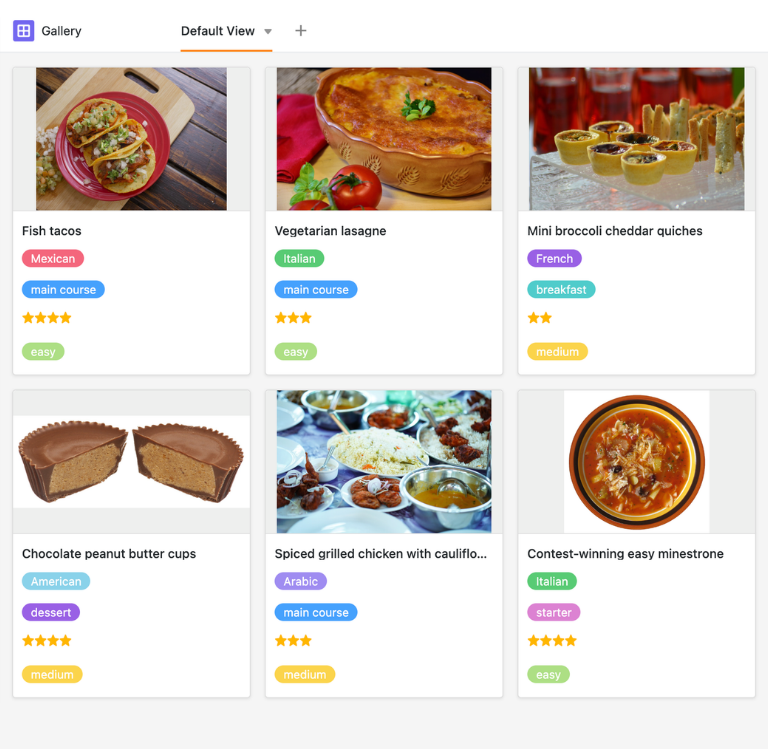 Gallery
Default View
Fish tacos
Mexican
main course
easy
Vegetarian lasagne
Italian
main course
easy
Mini broccoli cheddar quiches
French
breakfast
medium
Chocolate peanut butter cups
American
dessert
medium
Spiced grilled chicken with cauliflo...
Arabic
main course
medium
Contest-winning easy minestrone
Italian
starter
easy